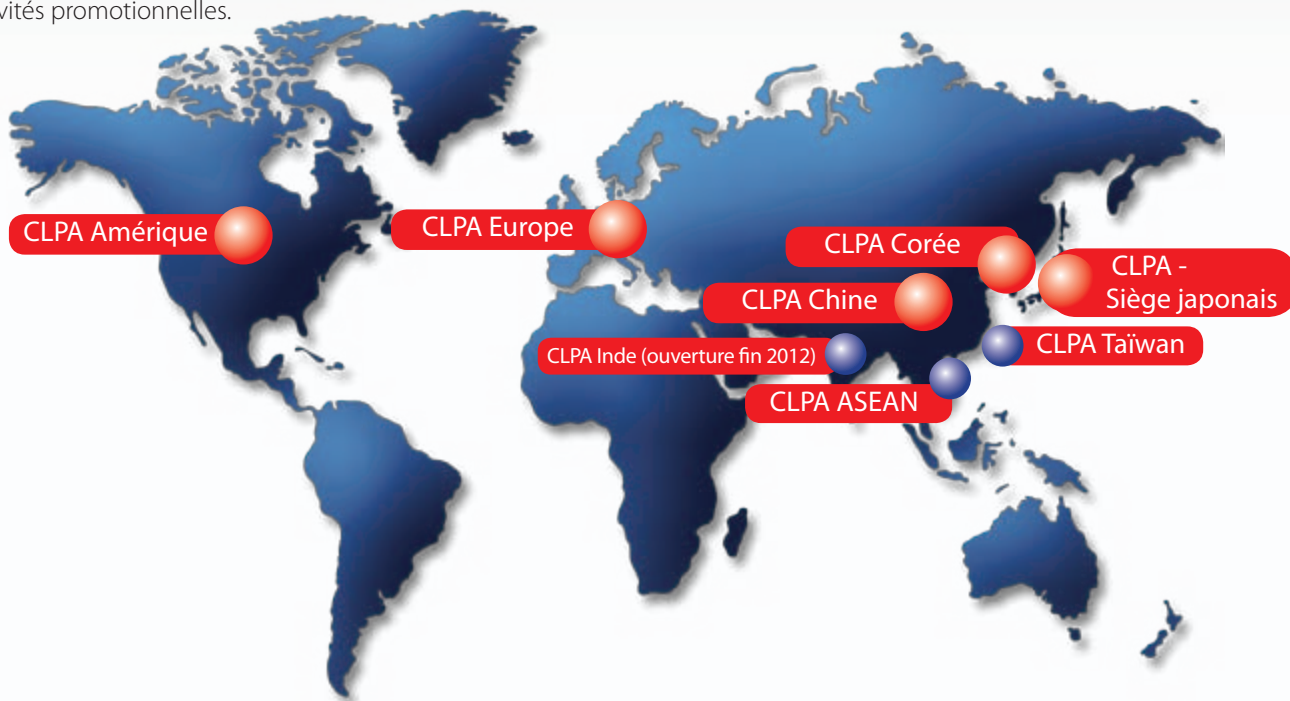 vités promotionnelles.
CLPA Amérique
CLPA Europe
CLPA Corée
CLPA -
Siège japonais
CLPA Chine
CLPA Taïwan
CLPA Inde (ouverture fin 2012)
CLPA ASEAN